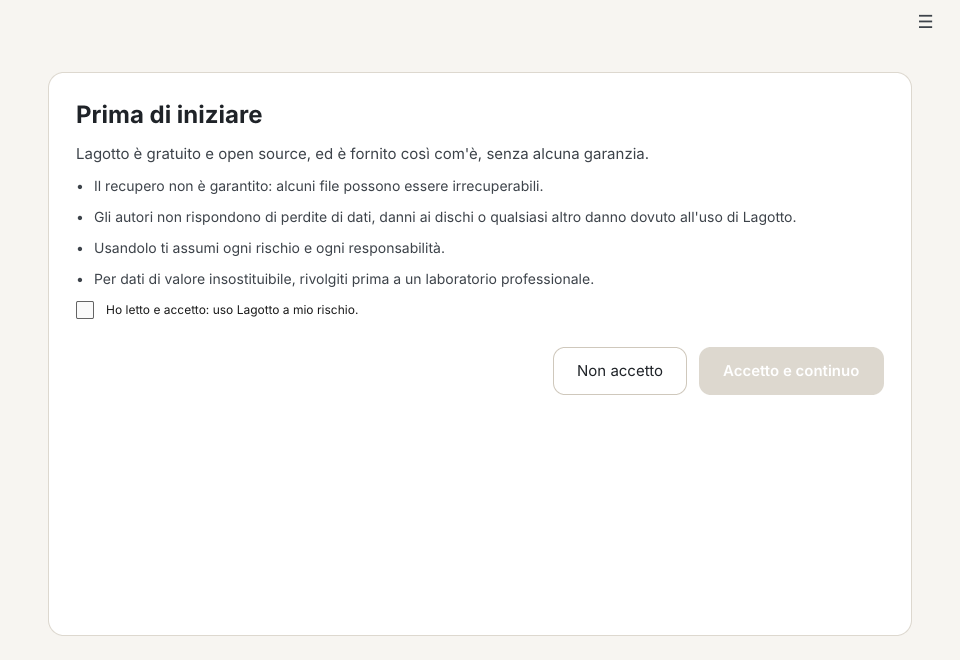 Prima di iniziare
Lagotto è gratuito e open source, ed è fornito così com'è, senza alcuna garanzia.
• Il recupero non è garantito: alcuni file possono essere irrecuperabili.
• Gli autori non rispondono di perdite di dati, danni ai dischi o qualsiasi altro danno dovuto all'uso di Lagotto.
• Usandolo ti assumi ogni rischio e ogni responsabilità.
• Per dati di valore insostituibile, rivolgiti prima a un laboratorio professionale.
Ho letto e accetto: uso Lagotto a mio rischio.
Non accetto
Accetto e continuo